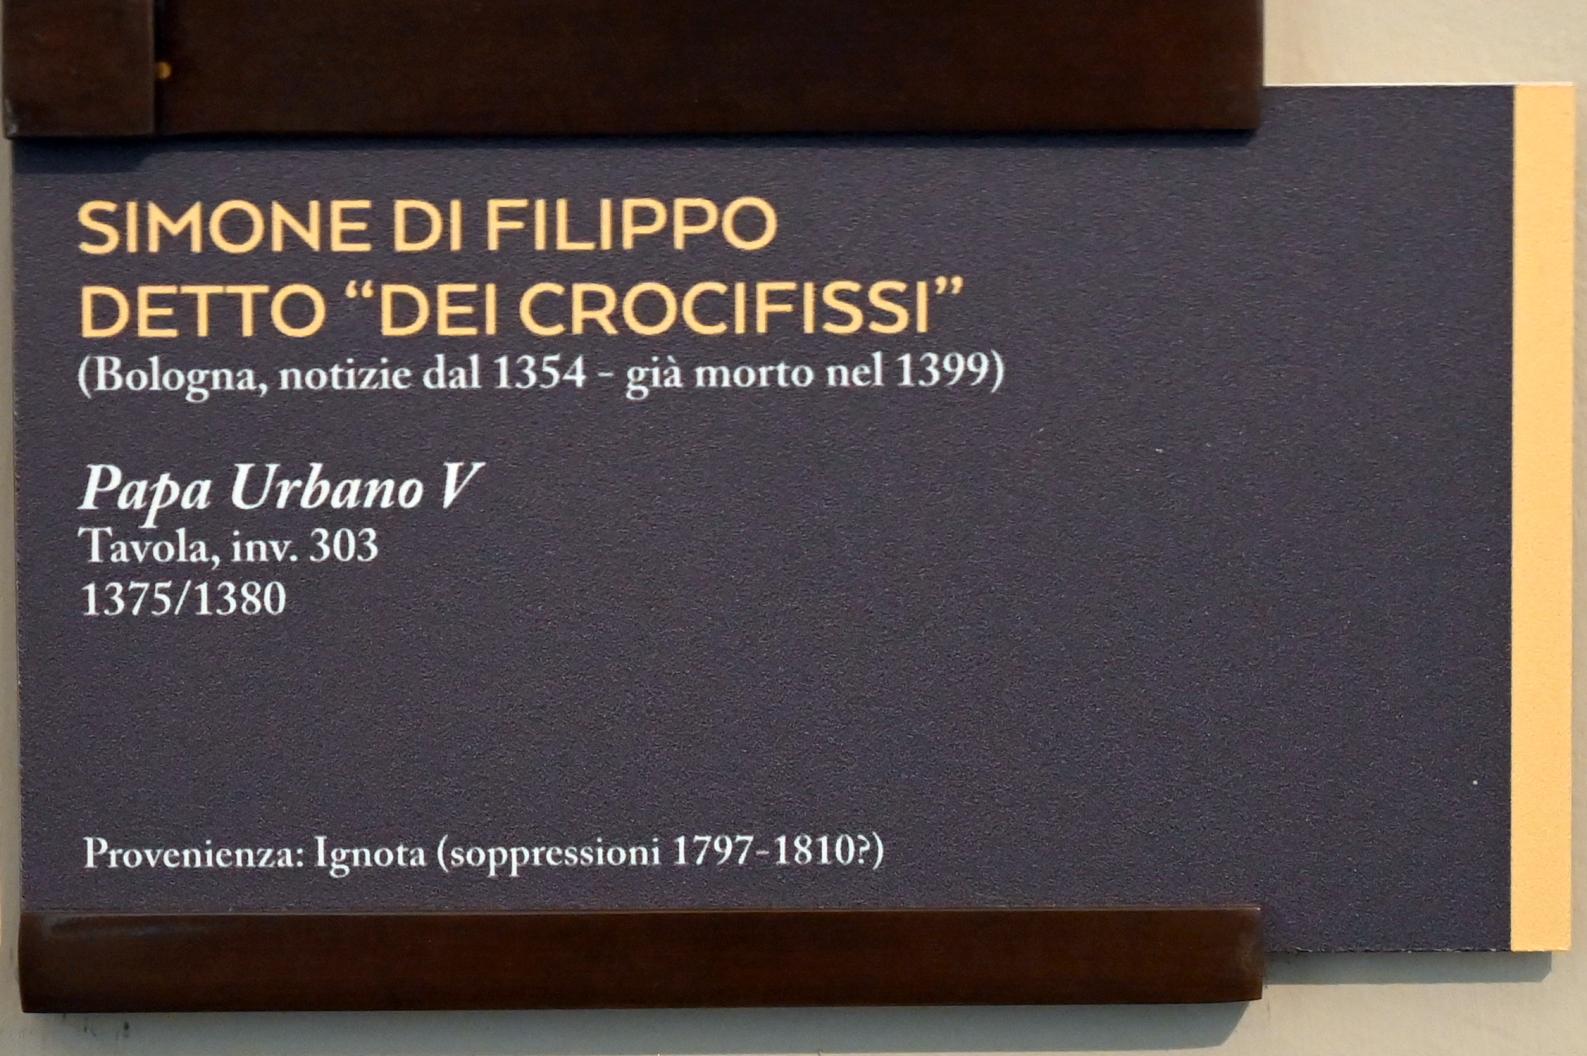 SIMONE DI FILIPPO
DETTO “DEI CROCIFISSI”
(Bologna, notizie dal 1354 - già morto nel 1399)
Papa Urbano V
Tavola, inv. 303
1375/1380
Provenienza: Ignota (soppressioni 1797-1810?)